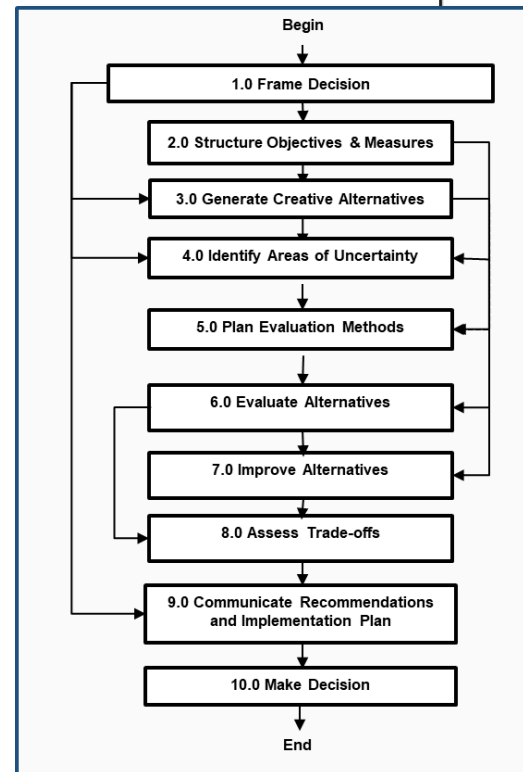 Begin
1.0 Frame Decision
2.0 Structure Objectives & Measures
3.0 Generate Creative Alternatives
4.0 Identify Areas of Uncertainty
5.0 Plan Evaluation Methods
6.0 Evaluate Alternatives
7.0 Improve Alternatives
8.0 Assess Trade-offs
9.0 Communicate Recommendations
and Implementation Plan
10.0 Make Decision
End